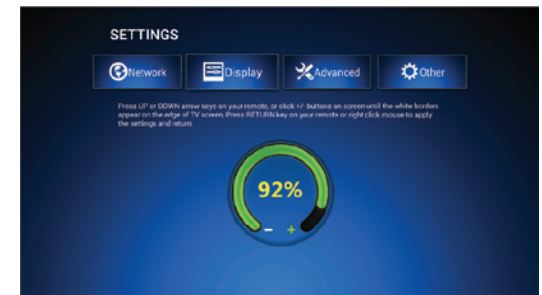 SETTINGS
Network Display Advanced Other
Press UP or DOWN arrow keys on your remote, or click +/- buttons on screen until the white borders
appear on the edge of TV screen. Press RETURN key on your remote or right click mouse to apply
the settings and return
92%
- +